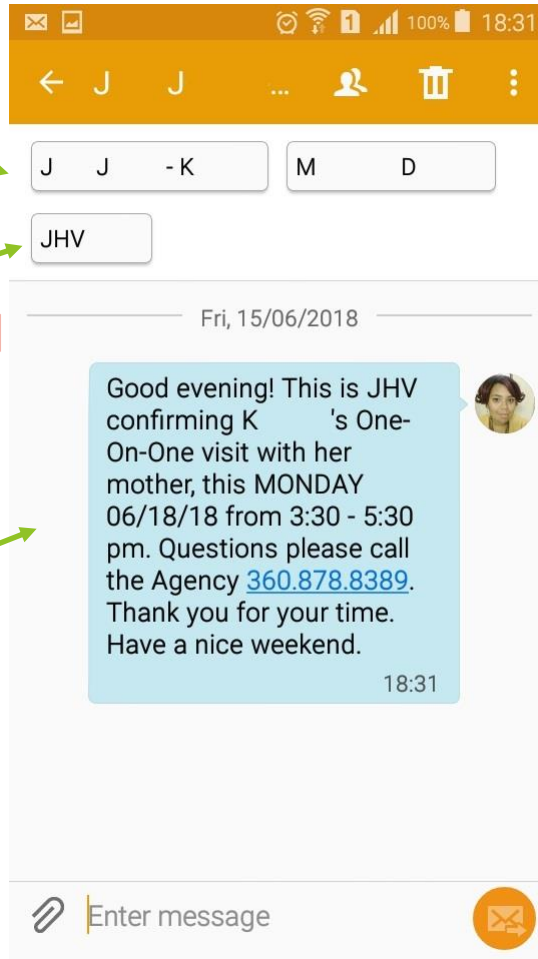 1 100% 18:31
J J ...
J J - K M D
JHV
Fri, 15/06/2018
Good evening! This is JHV
confirming K 's One-
On-One visit with her
mother, this MONDAY
06/18/18 from 3:30 - 5:30
pm. Questions please call
the Agency 360.878.8389.
Thank you for your time.
Have a nice weekend.
18:31
Enter message